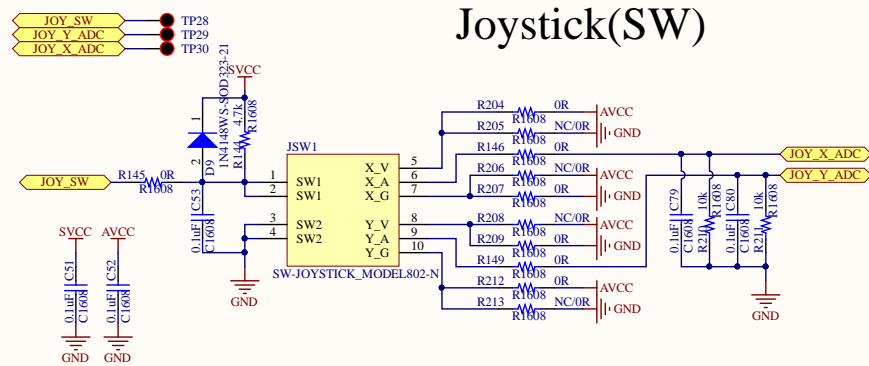 Joystick(SW)
JOY_SW TP28
JOY_Y_ADC TP29
JOY_X_ADC TP30
SVCC
1
D9
2
1N4148WS-SOD323-21
R144 4.7k
R1608
JOY_SW
R145 0R
R1608
C53
0.1uF C1608
GND
JSW1
1 SW1
2 SW1
3 SW2
4 SW2
X_V 5
X_A 6
X_G 7
Y_V 8
Y_A 9
Y_G 10
SW-JOYSTICK_MODEL802-N
R204 0R AVCC
R1608
R205 NC/0R GND
R1608
R146 0R
R1608
R206 NC/0R AVCC
R1608
R207 0R GND
R1608
R208 NC/0R AVCC
R1608
R209 0R GND
R1608
R149 0R
R1608
R212 0R AVCC
R1608
R213 NC/0R GND
R1608
JOY_X_ADC
JOY_Y_ADC
C79
0.1uF C1608
10k
R210 R1608
C80
0.1uF C1608
10k
R211 R1608
GND
SVCC
C51
0.1uF C1608
GND
AVCC
C52
0.1uF C1608
GND